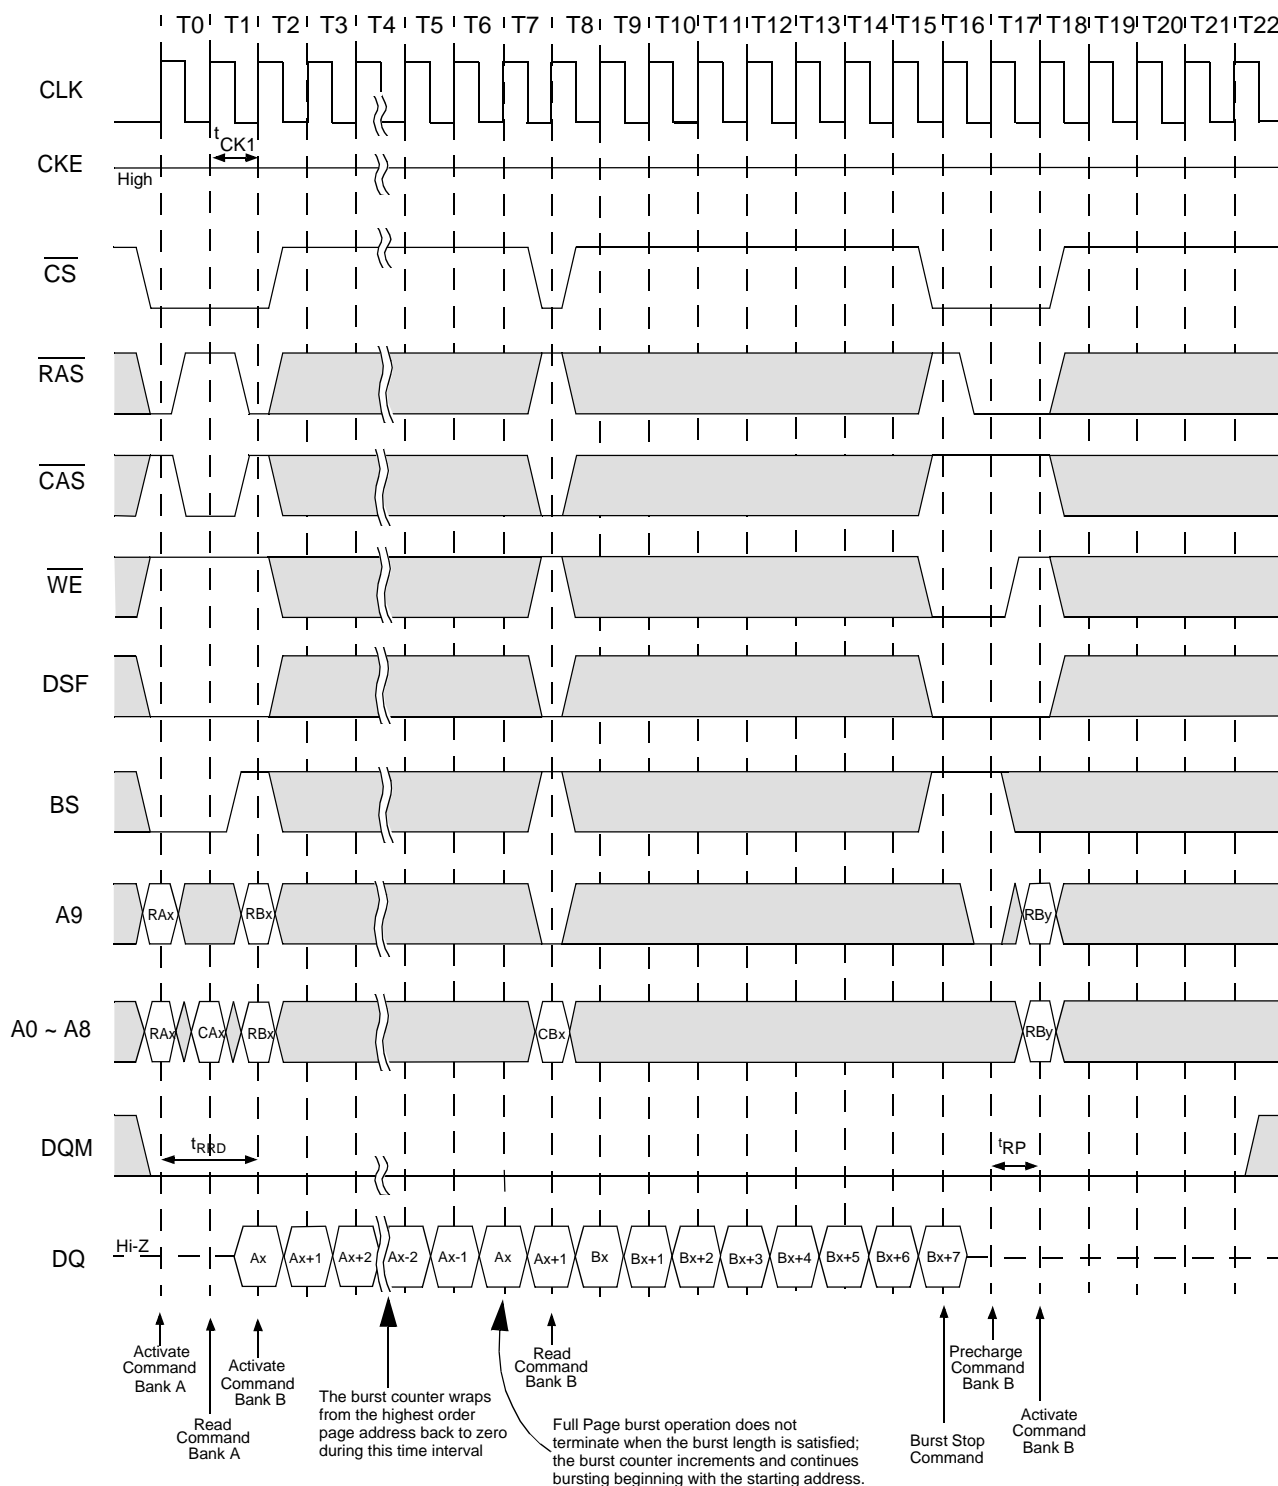 T0 T1 T2 T3 T4 T5 T6 T7 T8 T9 T10 T11 T12 T13 T14 T15 T16 T17 T18 T19 T20 T21 T22
CLK
tCK1
CKE
High
CS
RAS
CAS
WE
DSF
BS
A9
RAx RBx RBy
A0 ~ A8
RAx CAx RBx CBx RBy
DQM
tRRD
tRP
DQ
Hi-Z
Ax Ax+1 Ax+2 Ax-2 Ax-1 Ax Ax+1 Bx Bx+1 Bx+2 Bx+3 Bx+4 Bx+5 Bx+6 Bx+7
Activate
Command
Bank A
Read
Command
Bank A
Activate
Command
Bank B
The burst counter wraps
from the highest order
page address back to zero
during this time interval
Read
Command
Bank B
Full Page burst operation does not
terminate when the burst length is satisfied;
the burst counter increments and continues
bursting beginning with the starting address.
Burst Stop
Command
Precharge
Command
Bank B
Activate
Command
Bank B